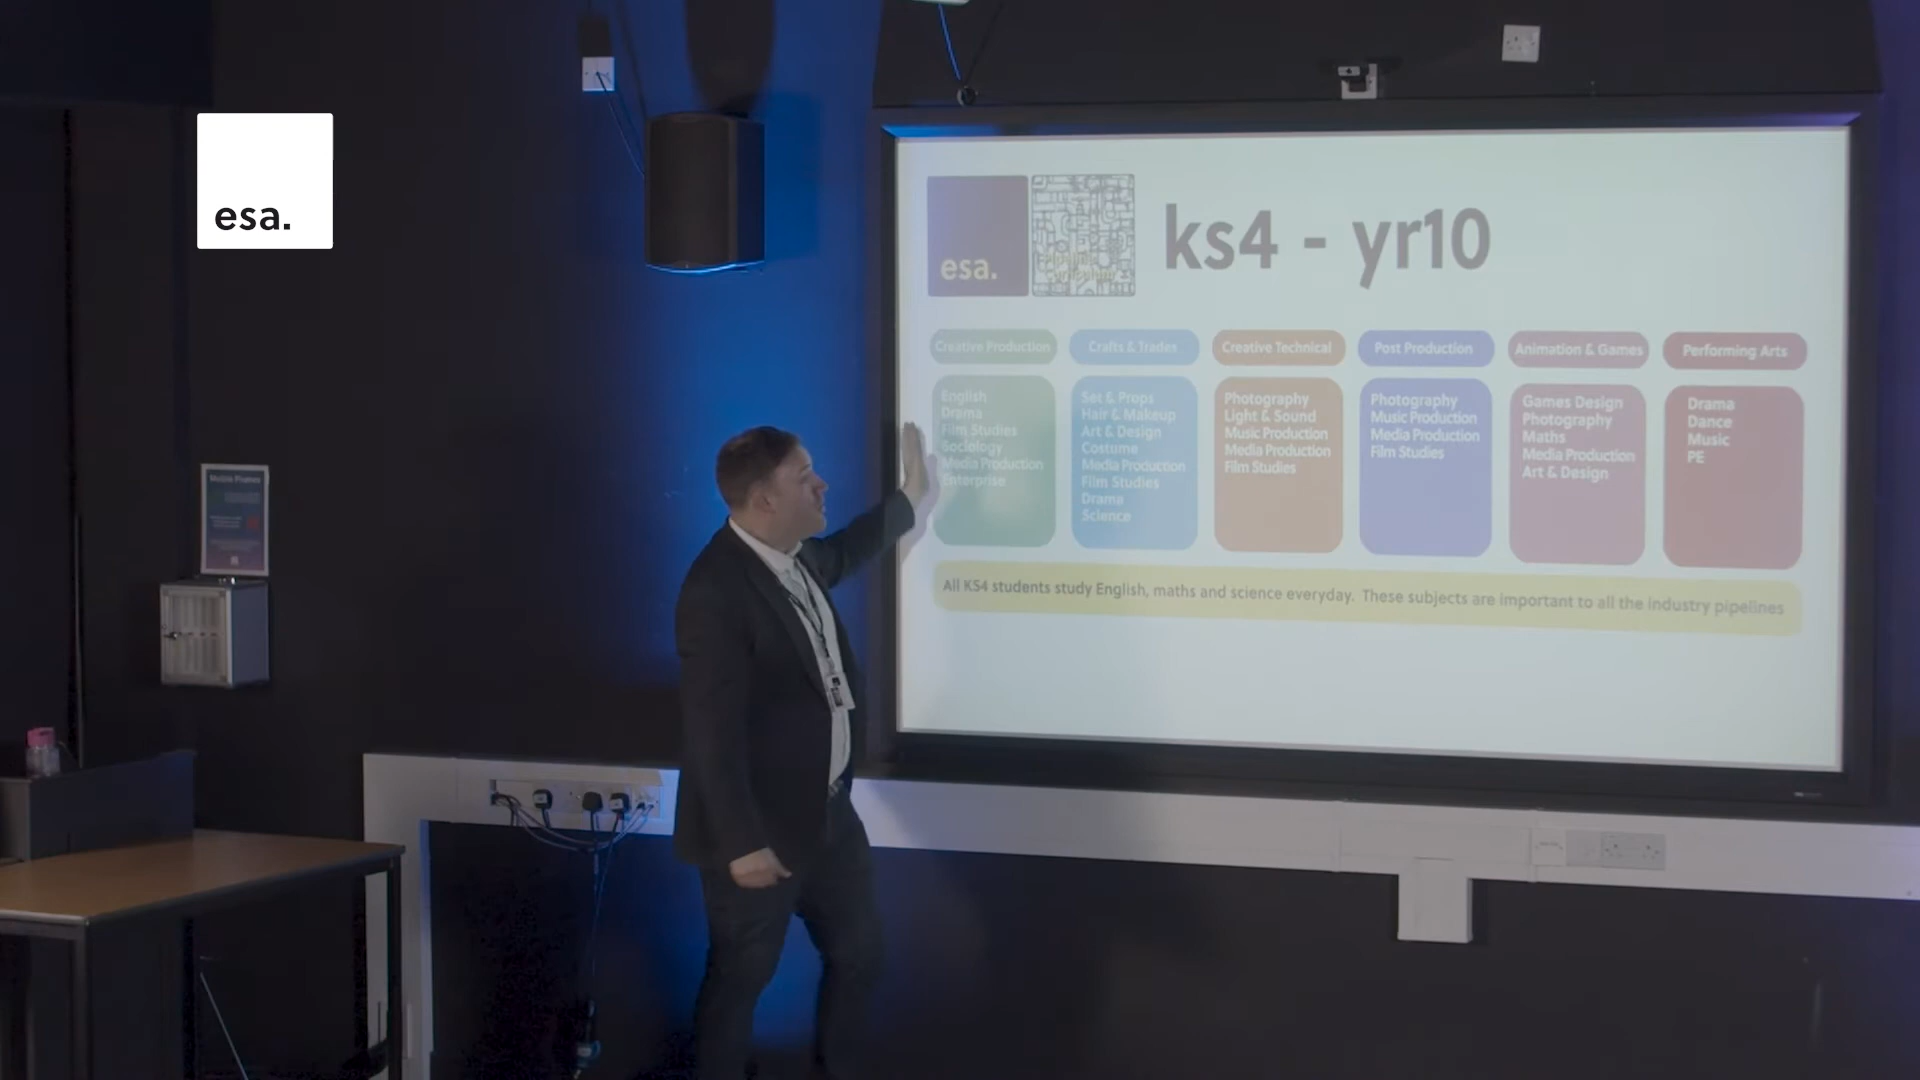 esa.
esa.
ks4 - yr10
Creative Production
English
Drama
Film Studies
Sociology
Media Production
Enterprise
Crafts & Trades
Set & Props
Hair & Makeup
Art & Design
Costume
Media Production
Film Studies
Drama
Science
Creative Technical
Photography
Light & Sound
Music Production
Media Production
Film Studies
Post Production
Photography
Music Production
Media Production
Film Studies
Animation & Games
Games Design
Photography
Maths
Media Production
Art & Design
Performing Arts
Drama
Dance
Music
PE
All KS4 students study English, maths and science everyday. These subjects are important to all the industry pipelines
Mobile Phones